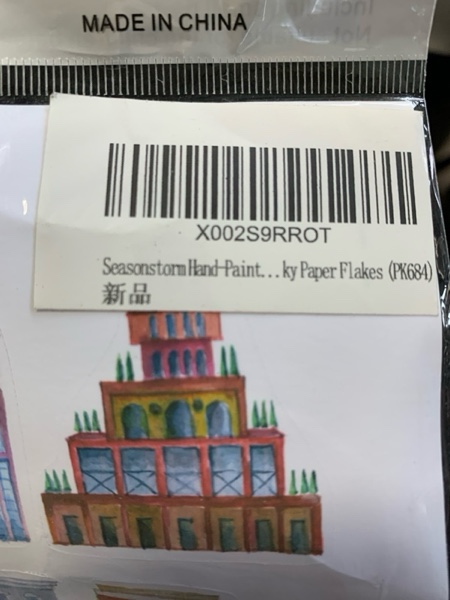 MADE IN CHINA
X002S9RROT
Seasonstorm Hand-Paint...ky Paper Flakes (PK684)
新品